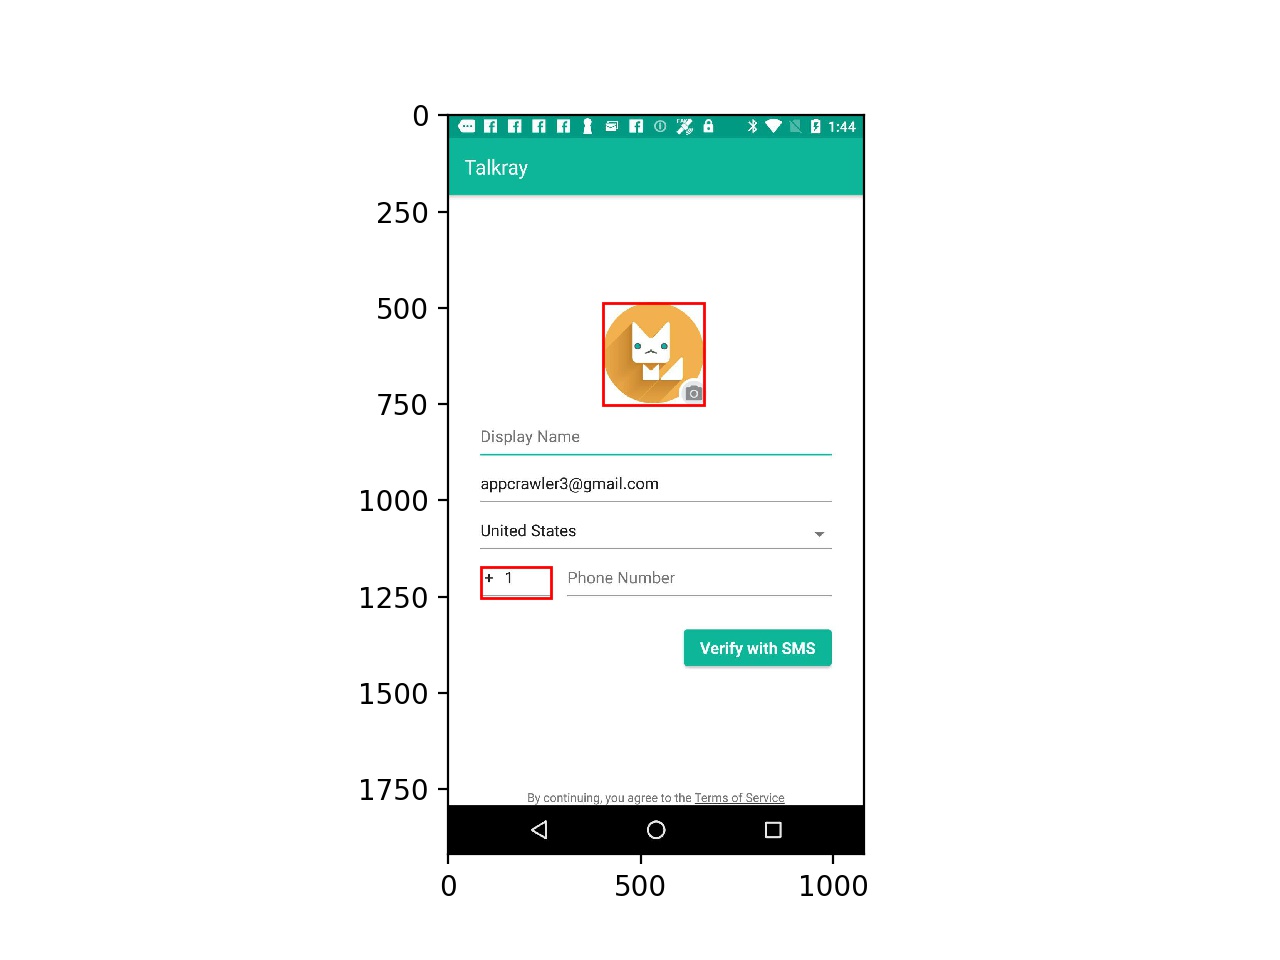 0
1:44
Talkray
250
500
750
Display Name
appcrawler3@gmail.com
1000
United States
+ 1 Phone Number
1250
Verify with SMS
1500
1750
By continuing, you agree to the Terms of Service
0 500 1000